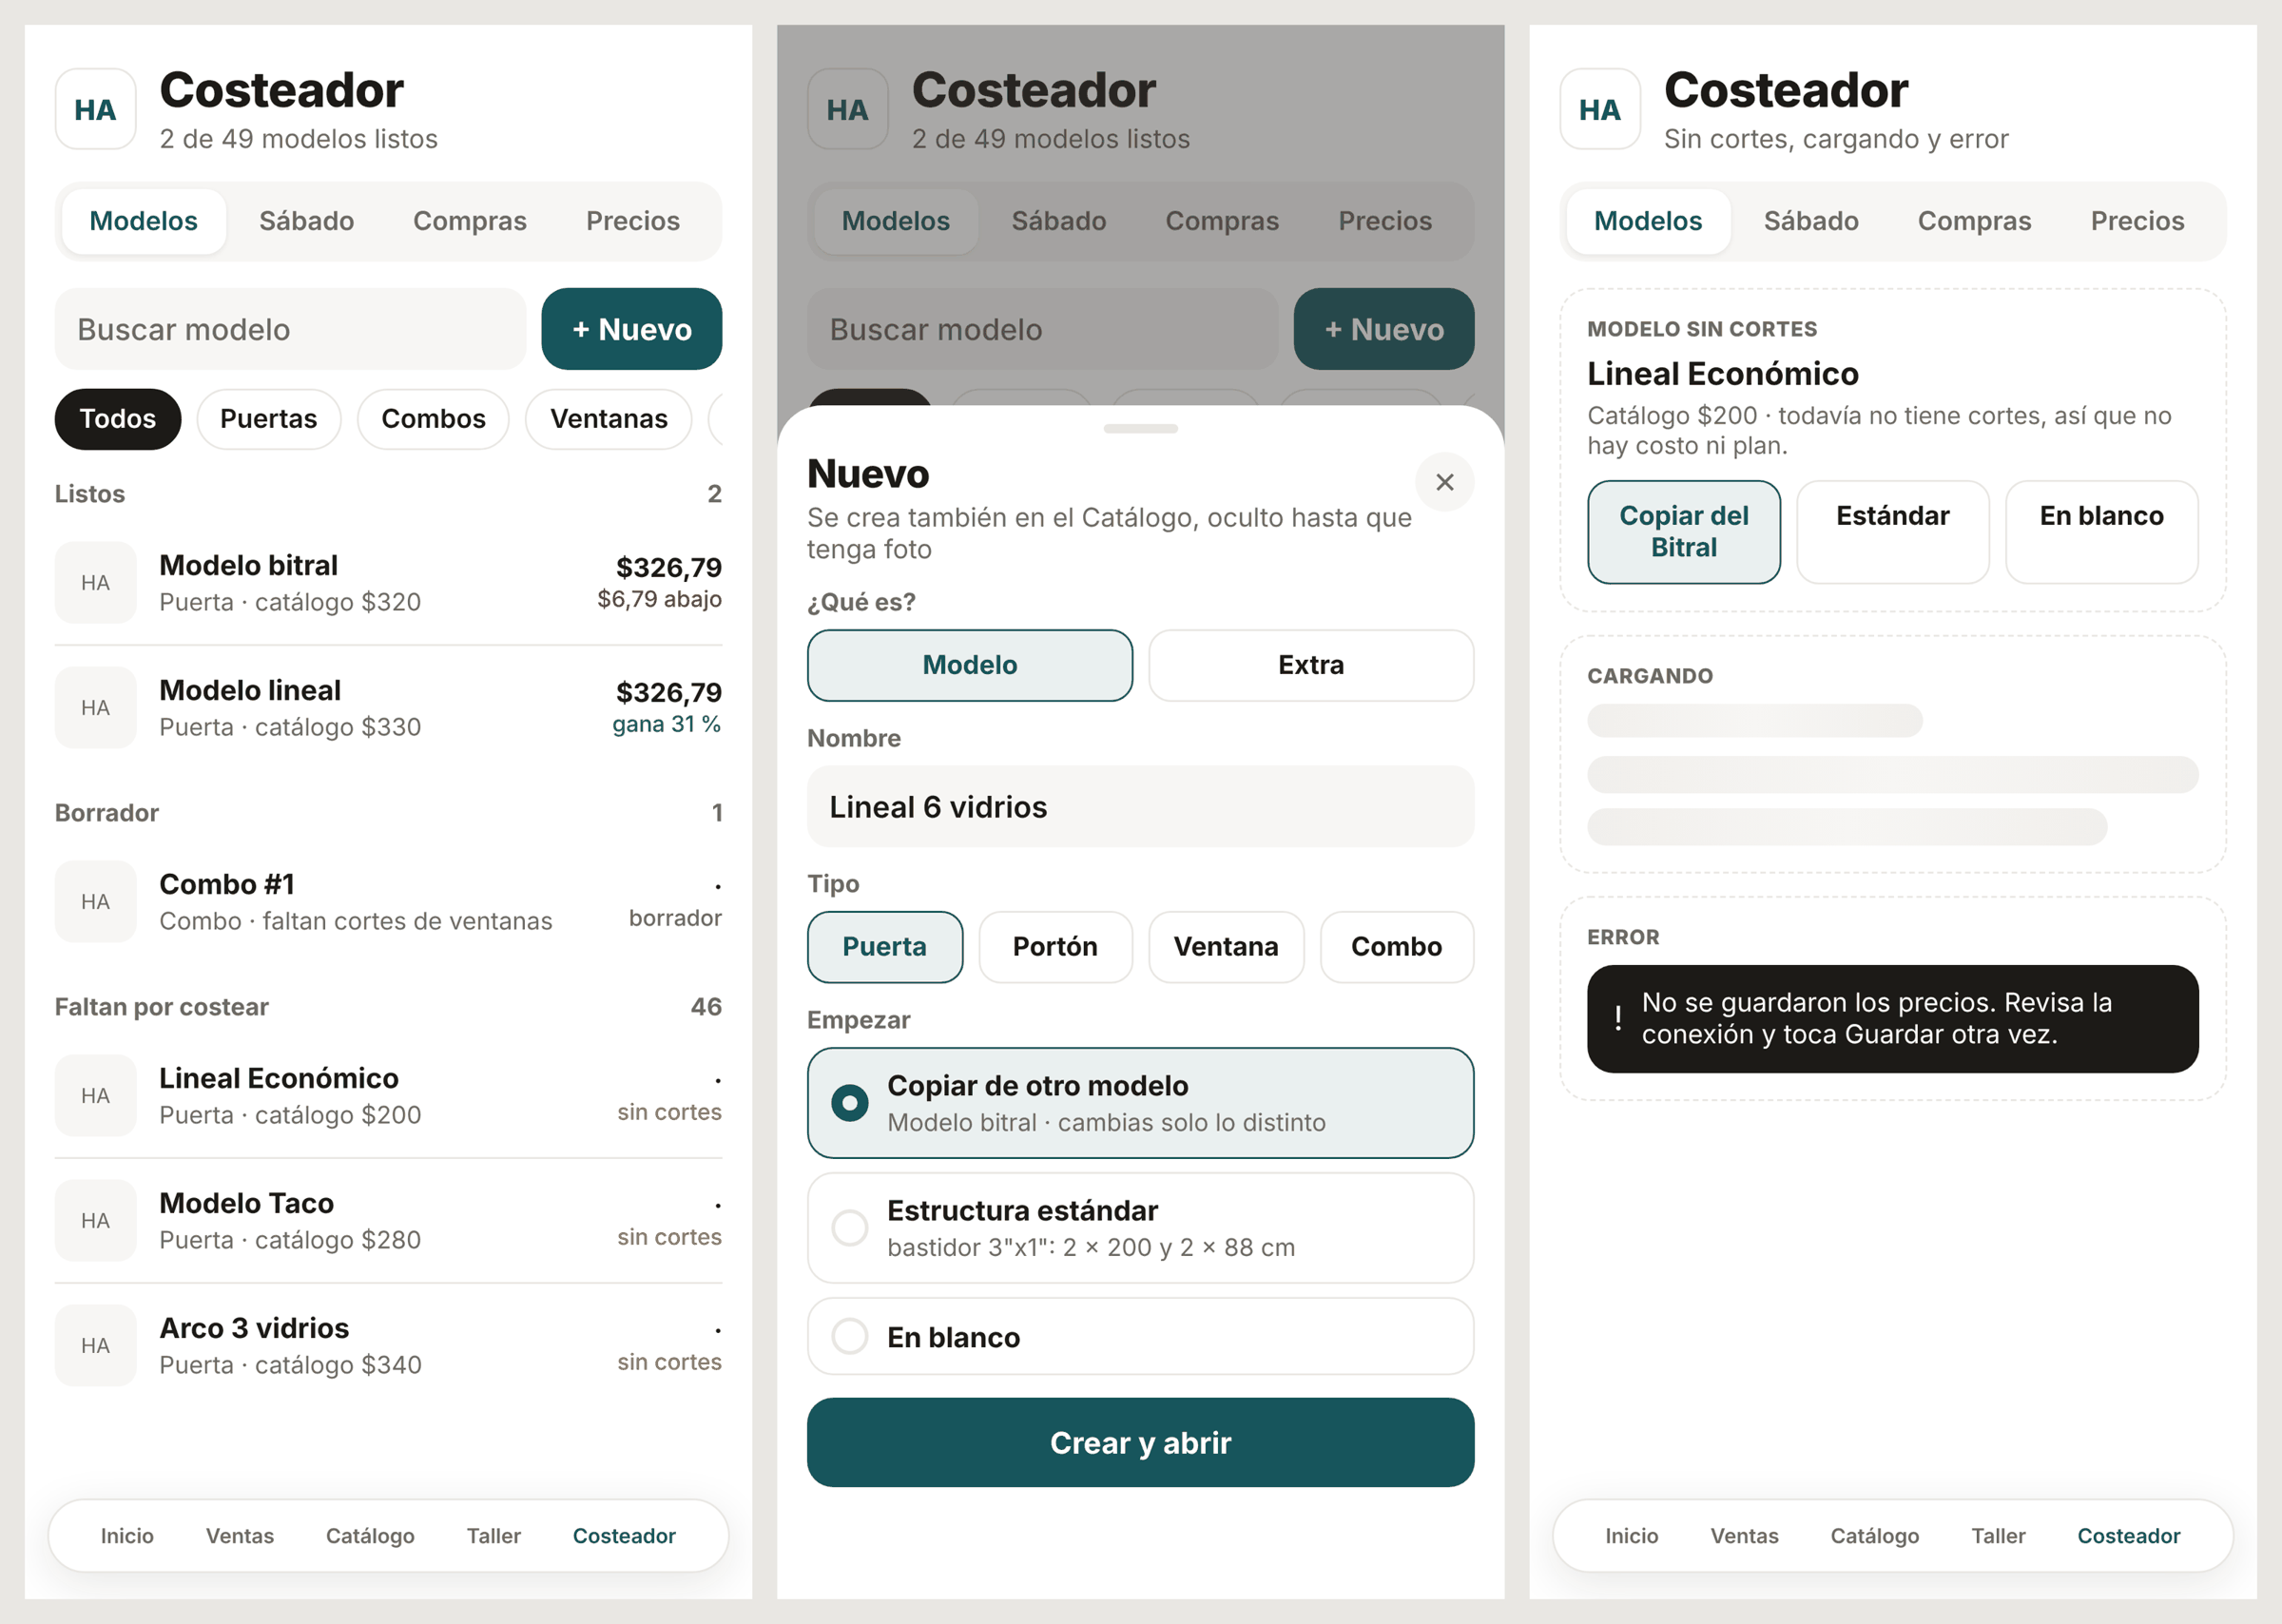 HA
Costeador
2 de 49 modelos listos
Modelos
Sábado
Compras
Precios
Buscar modelo
+ Nuevo
Todos
Puertas
Combos
Ventanas
Listos
2
HA
Modelo bitral
Puerta · catálogo $320
$326,79
$6,79 abajo
HA
Modelo lineal
Puerta · catálogo $330
$326,79
gana 31 %
Borrador
1
HA
Combo #1
Combo · faltan cortes de ventanas
·
borrador
Faltan por costear
46
HA
Lineal Económico
Puerta · catálogo $200
·
sin cortes
HA
Modelo Taco
Puerta · catálogo $280
·
sin cortes
HA
Arco 3 vidrios
Puerta · catálogo $340
·
sin cortes
Inicio
Ventas
Catálogo
Taller
Costeador
HA
Costeador
2 de 49 modelos listos
Modelos
Sábado
Compras
Precios
Buscar modelo
+ Nuevo
Nuevo
×
Se crea también en el Catálogo, oculto hasta que
tenga foto
¿Qué es?
Modelo
Extra
Nombre
Lineal 6 vidrios
Tipo
Puerta
Portón
Ventana
Combo
Empezar
Copiar de otro modelo
Modelo bitral · cambias solo lo distinto
Estructura estándar
bastidor 3"x1": 2 × 200 y 2 × 88 cm
En blanco
Crear y abrir
HA
Costeador
Sin cortes, cargando y error
Modelos
Sábado
Compras
Precios
MODELO SIN CORTES
Lineal Económico
Catálogo $200 · todavía no tiene cortes, así que no
hay costo ni plan.
Copiar del
Bitral
Estándar
En blanco
CARGANDO
ERROR
! No se guardaron los precios. Revisa la
conexión y toca Guardar otra vez.
Inicio
Ventas
Catálogo
Taller
Costeador